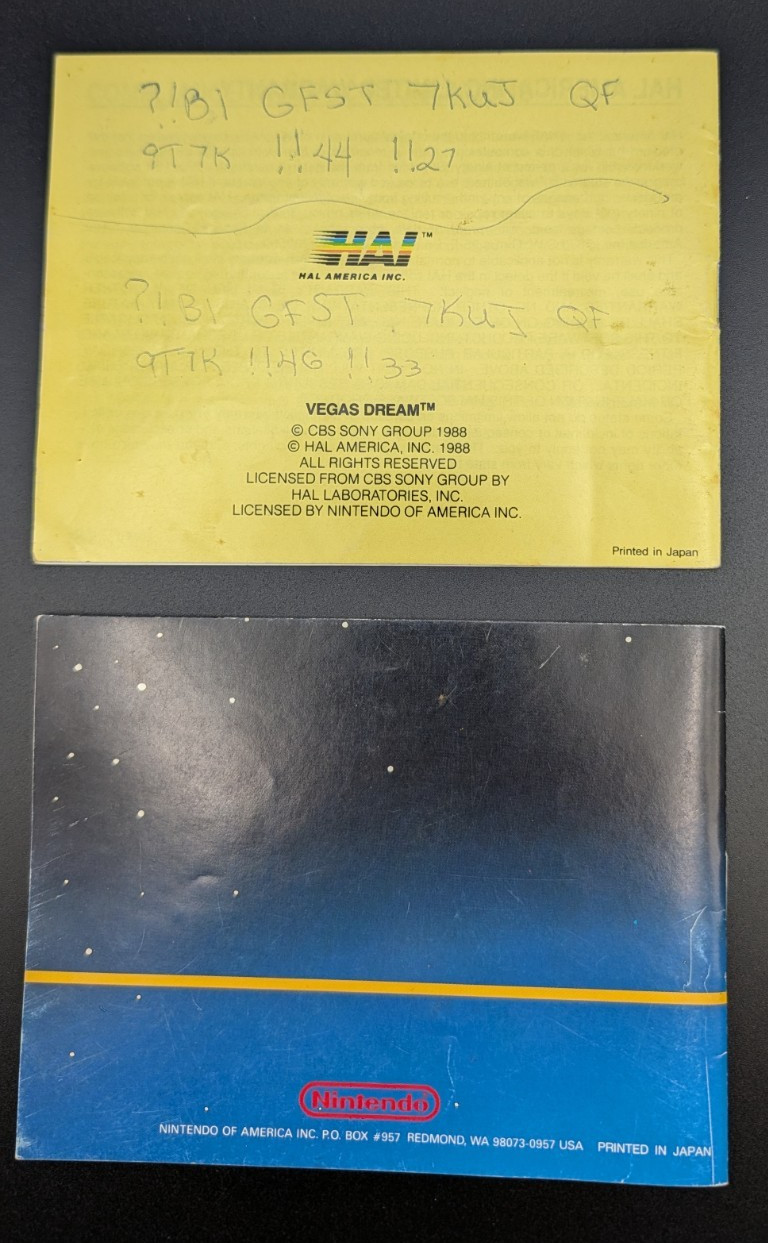 ?!B1 GFST 7KUJ QF
9T7K !!44 !!27
HAL™
HAL AMERICA INC.
?!B1 GFST 7KUJ QF
9T7K !!46 !!33
VEGAS DREAM™
© CBS SONY GROUP 1988
© HAL AMERICA, INC. 1988
ALL RIGHTS RESERVED
LICENSED FROM CBS SONY GROUP BY
HAL LABORATORIES, INC.
LICENSED BY NINTENDO OF AMERICA INC.
Printed in Japan
Nintendo
NINTENDO OF AMERICA INC. P.O. BOX #957 REDMOND, WA 98073-0957 USA PRINTED IN JAPAN